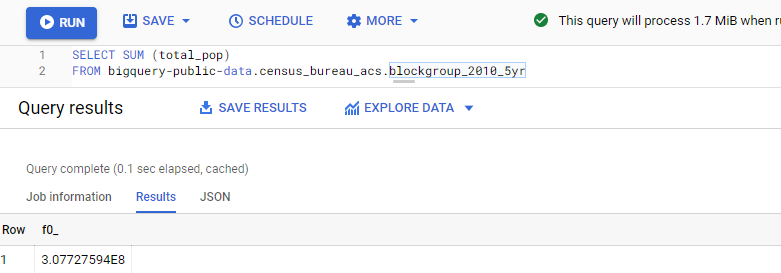 RUN SAVE SCHEDULE MORE This query will process 1.7 MiB when
1 SELECT SUM (total_pop)
2 FROM bigquery-public-data.census_bureau_acs.blockgroup_2010_5yr
Query results SAVE RESULTS EXPLORE DATA
Query complete (0.1 sec elapsed, cached)
Job information Results JSON
Row f0_
1 3.07727594E8